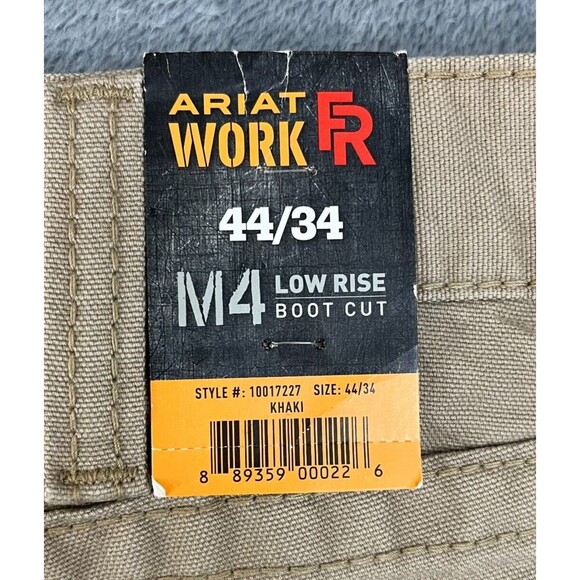 ARIAT
WORK FR
44/34
M4 LOW RISE
BOOT CUT
STYLE #: 10017227 SIZE: 44/34
KHAKI
8 89359 00022 6